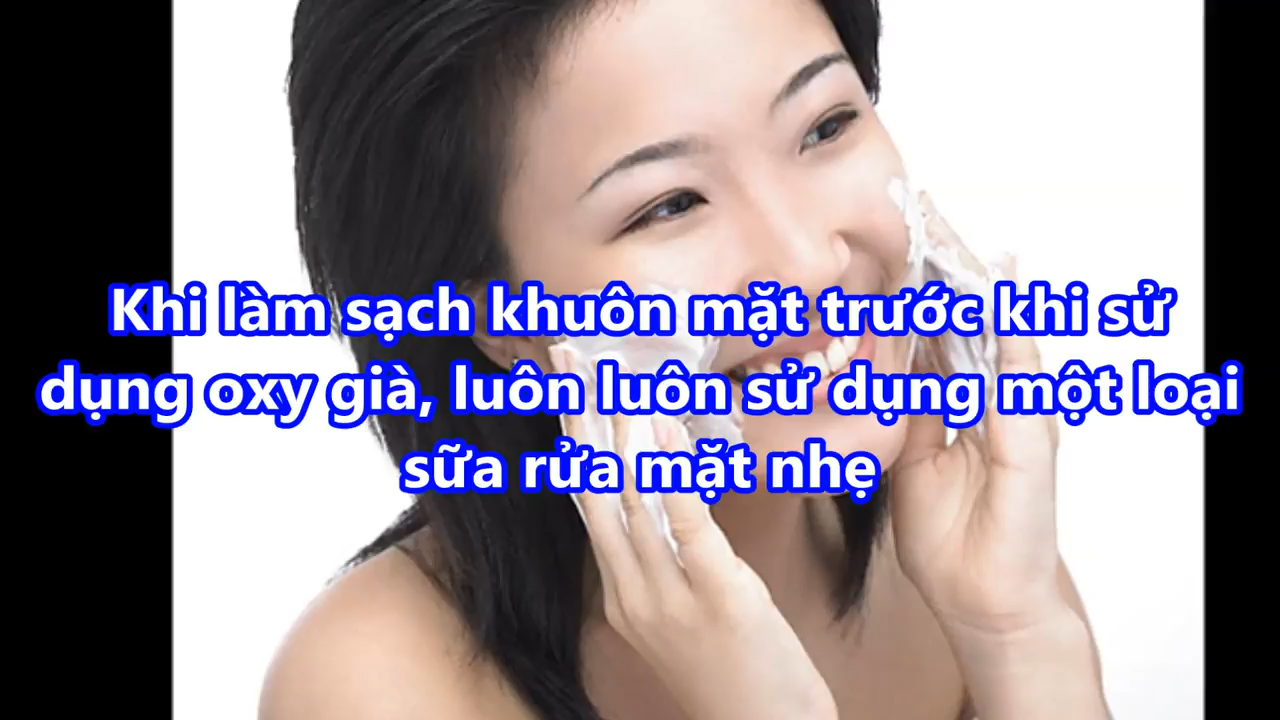 Khi làm sạch khuôn mặt trước khi sử
dụng oxy già, luôn luôn sử dụng một loại
sữa rửa mặt nhẹ